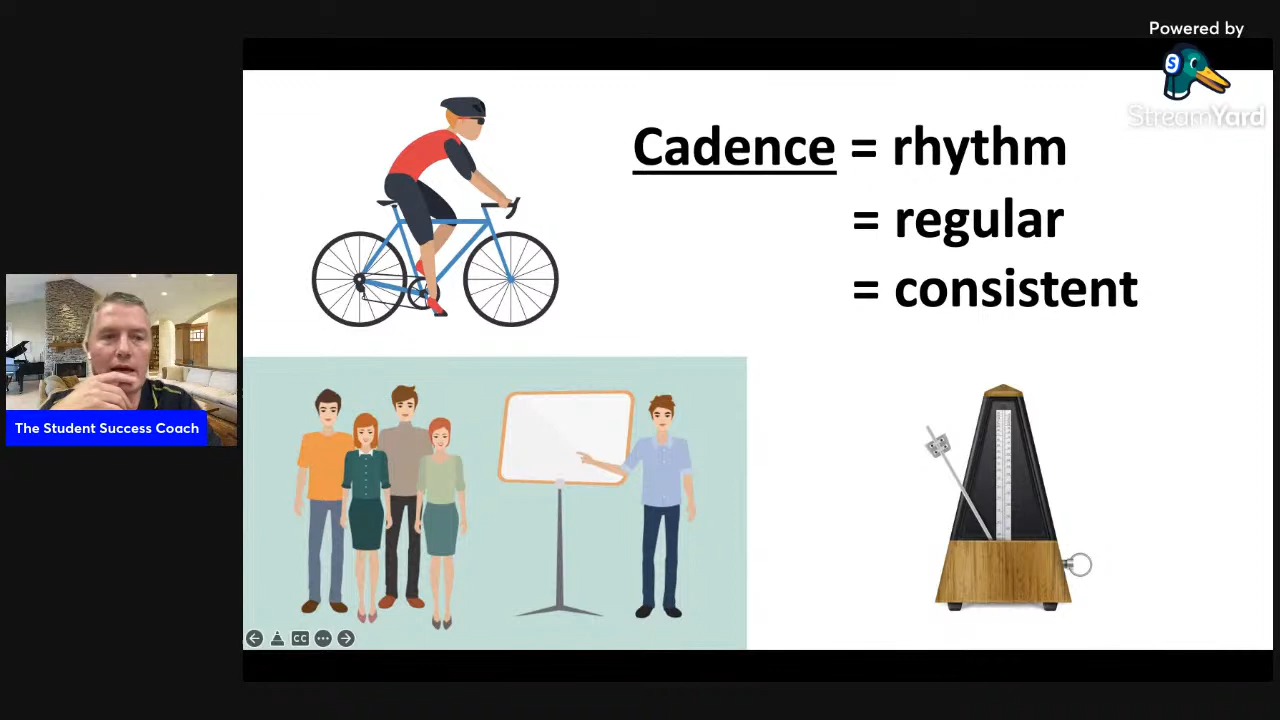 Powered by
S
StreamYard
Cadence = rhythm
= regular
= consistent
The Student Success Coach
CC